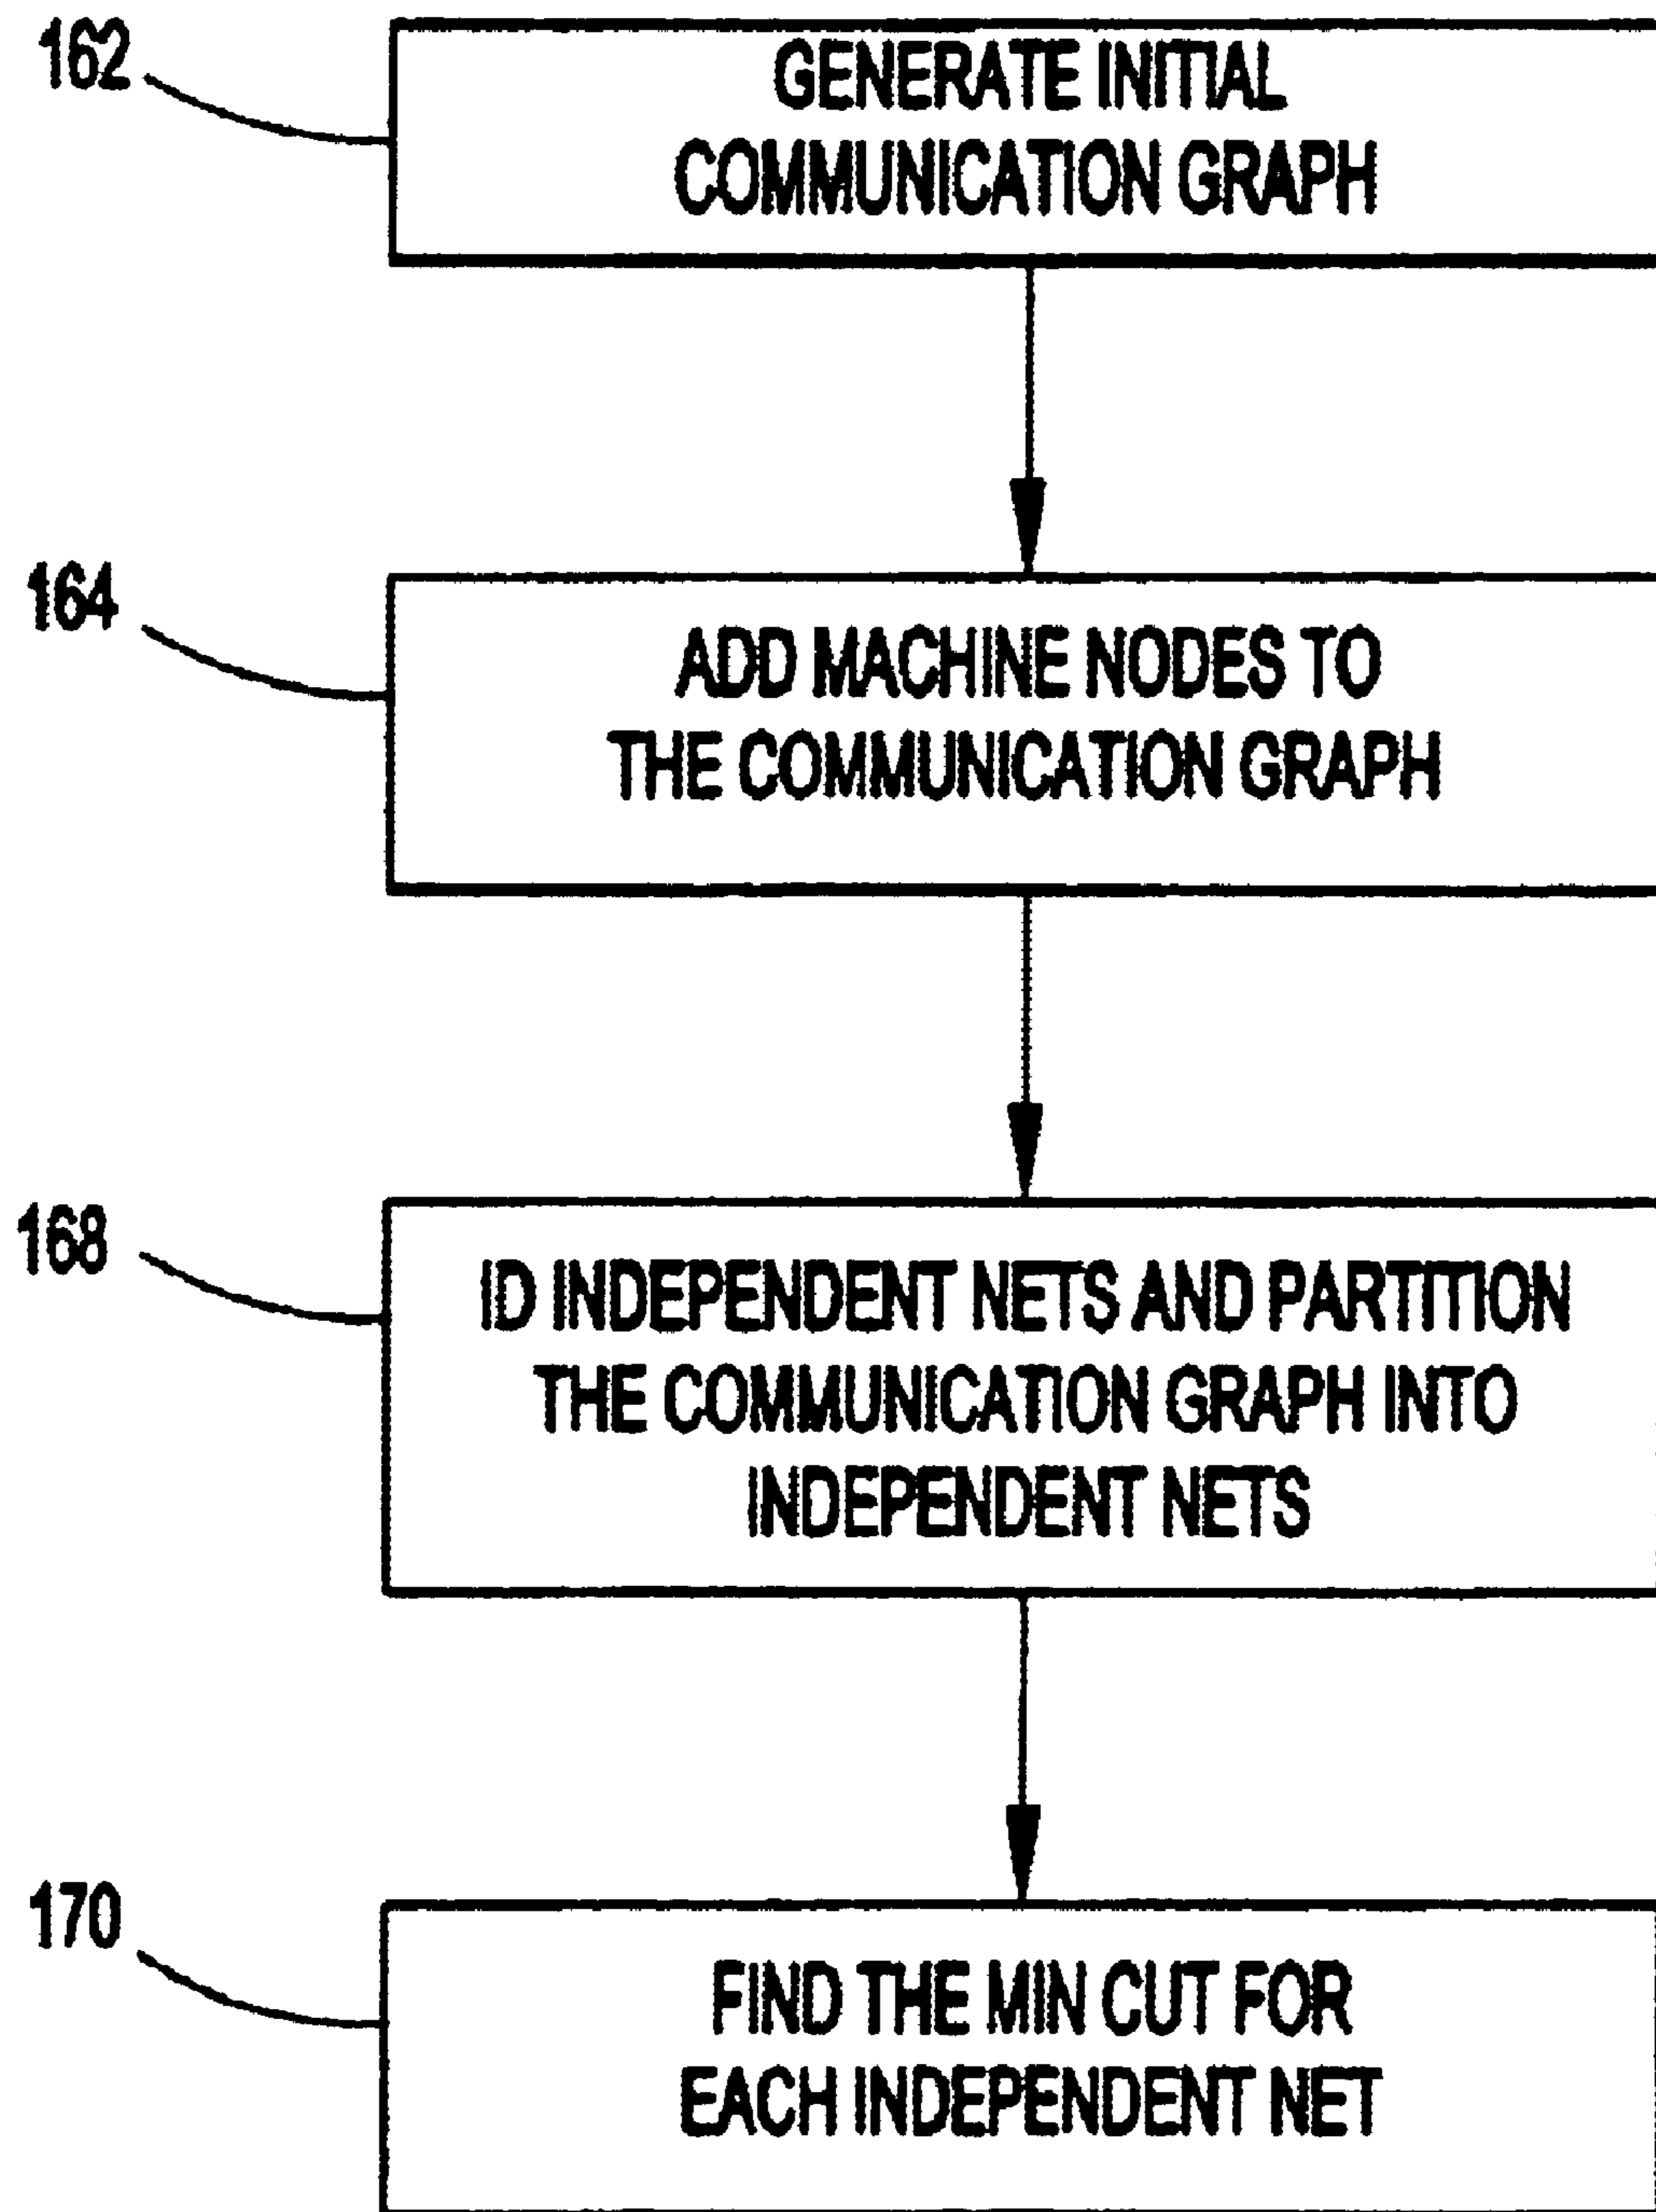 162
GENERATE INITIAL
COMMUNICATION GRAPH
164
ADD MACHINE NODES TO
THE COMMUNICATION GRAPH
168
ID INDEPENDENT NETS AND PARTITION
THE COMMUNICATION GRAPH INTO
INDEPENDENT NETS
170
FIND THE MIN CUT FOR
EACH INDEPENDENT NET